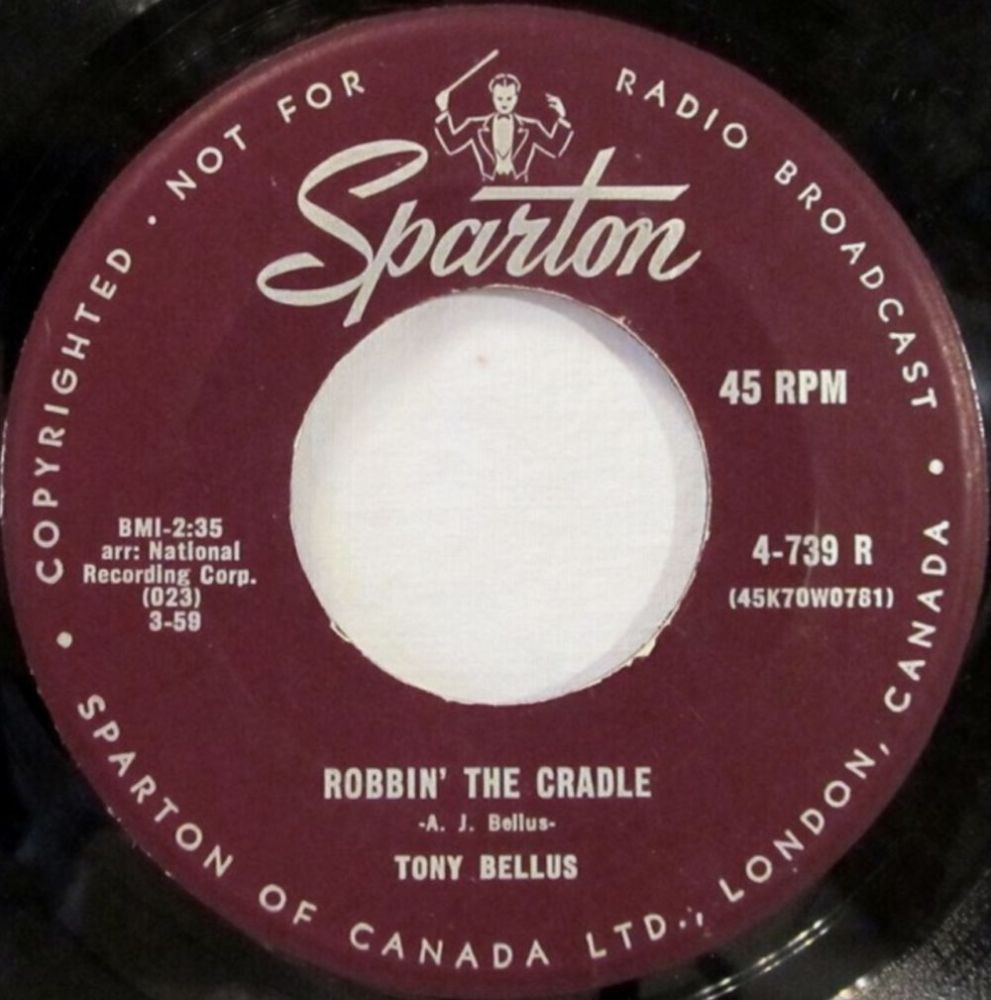 COPYRIGHTED • NOT FOR RADIO BROADCAST •
Sparton
45 RPM
BMI-2:35
arr: National
Recording Corp.
(023)
3-59
4-739 R
(45K70W0781)
ROBBIN' THE CRADLE
-A. J. Bellus-
TONY BELLUS
• SPARTON OF CANADA LTD., LONDON, CANADA